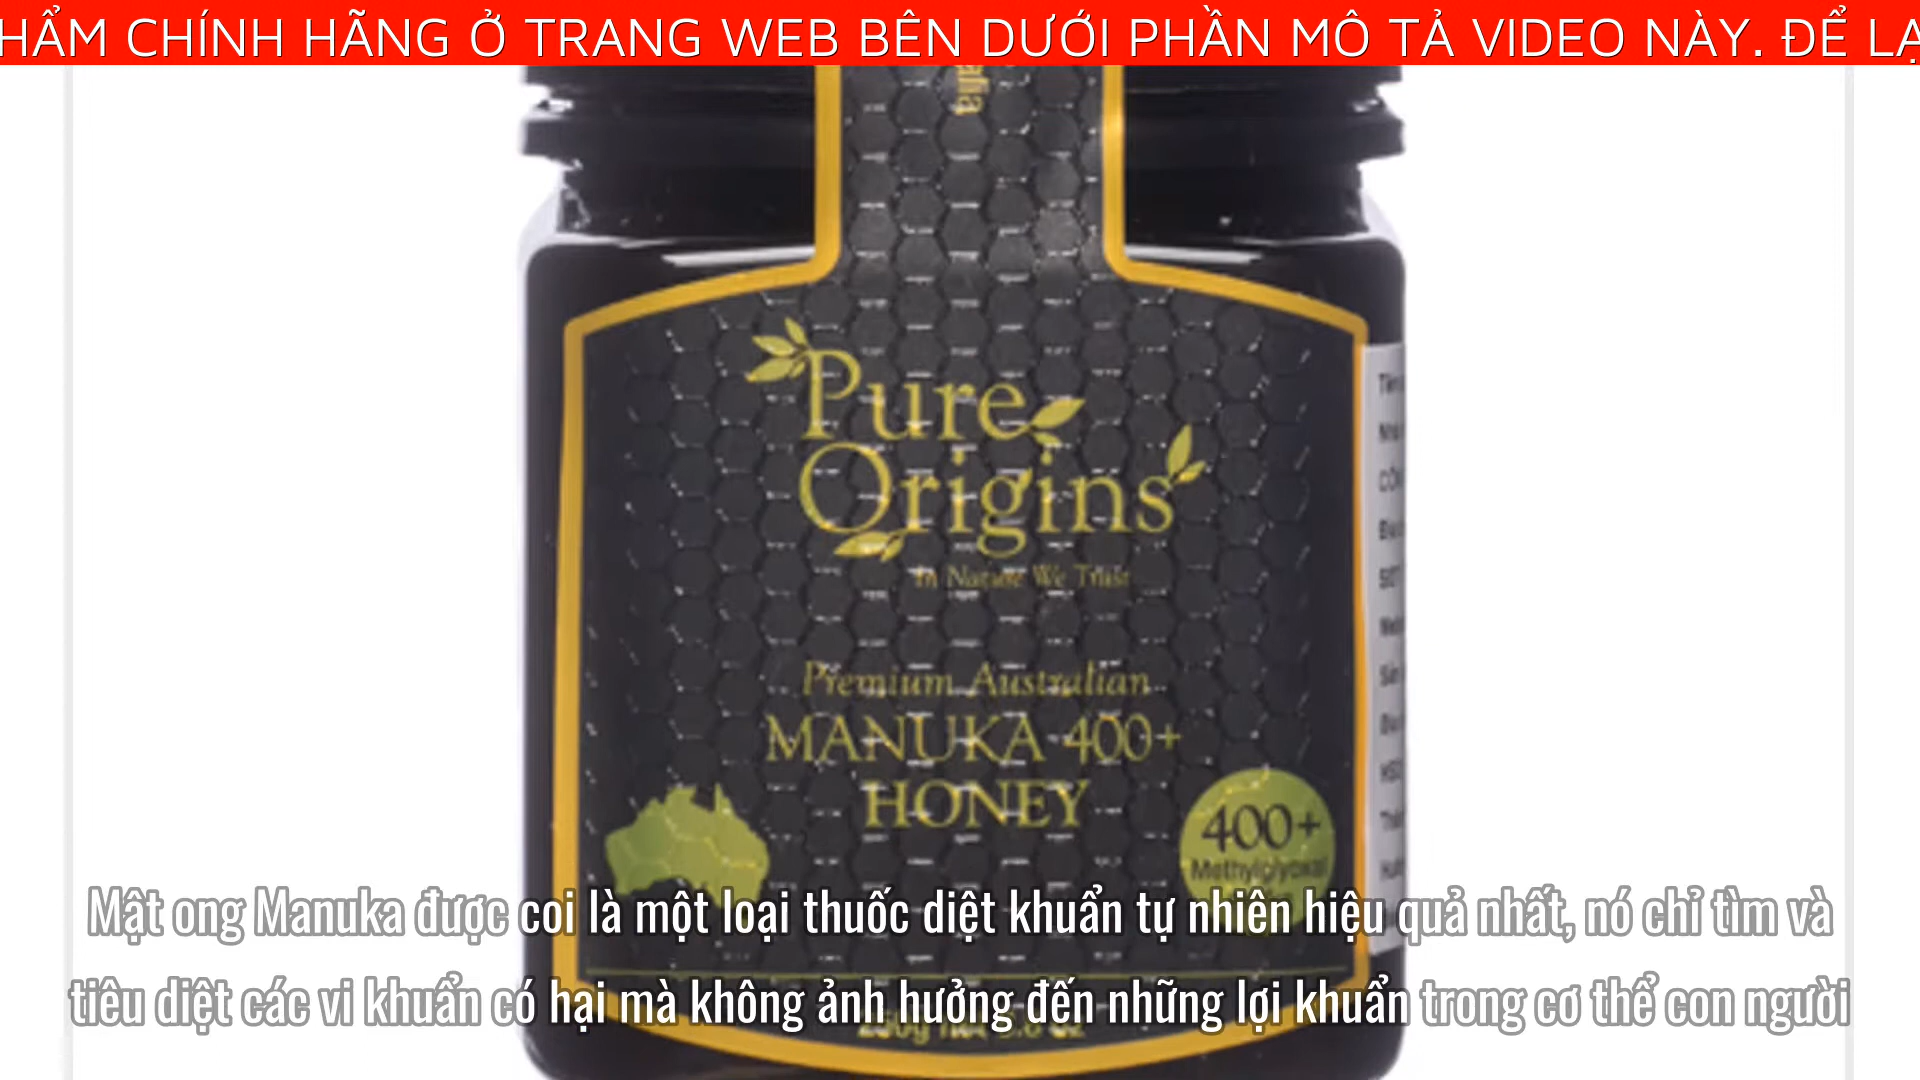 HẨM CHÍNH HÃNG Ở TRANG WEB BÊN DƯỚI PHẦN MÔ TẢ VIDEO NÀY. ĐỂ LẠ
Pure
Origins
In Nature We Trust
Premium Australian
MANUKA 400+
HONEY
400+
Methylglyoxal
Mật ong Manuka được coi là một loại thuốc diệt khuẩn tự nhiên hiệu quả nhất, nó chỉ tìm và
tiêu diệt các vi khuẩn có hại mà không ảnh hưởng đến những lợi khuẩn trong cơ thể con người